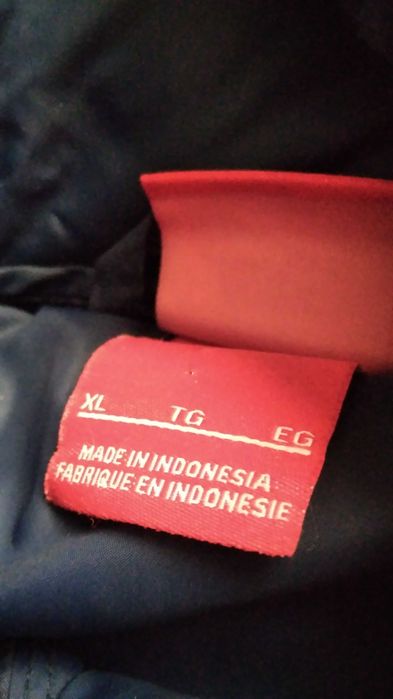 XL TG EG
MADE IN INDONESIA
FABRIQUE EN INDONESIE